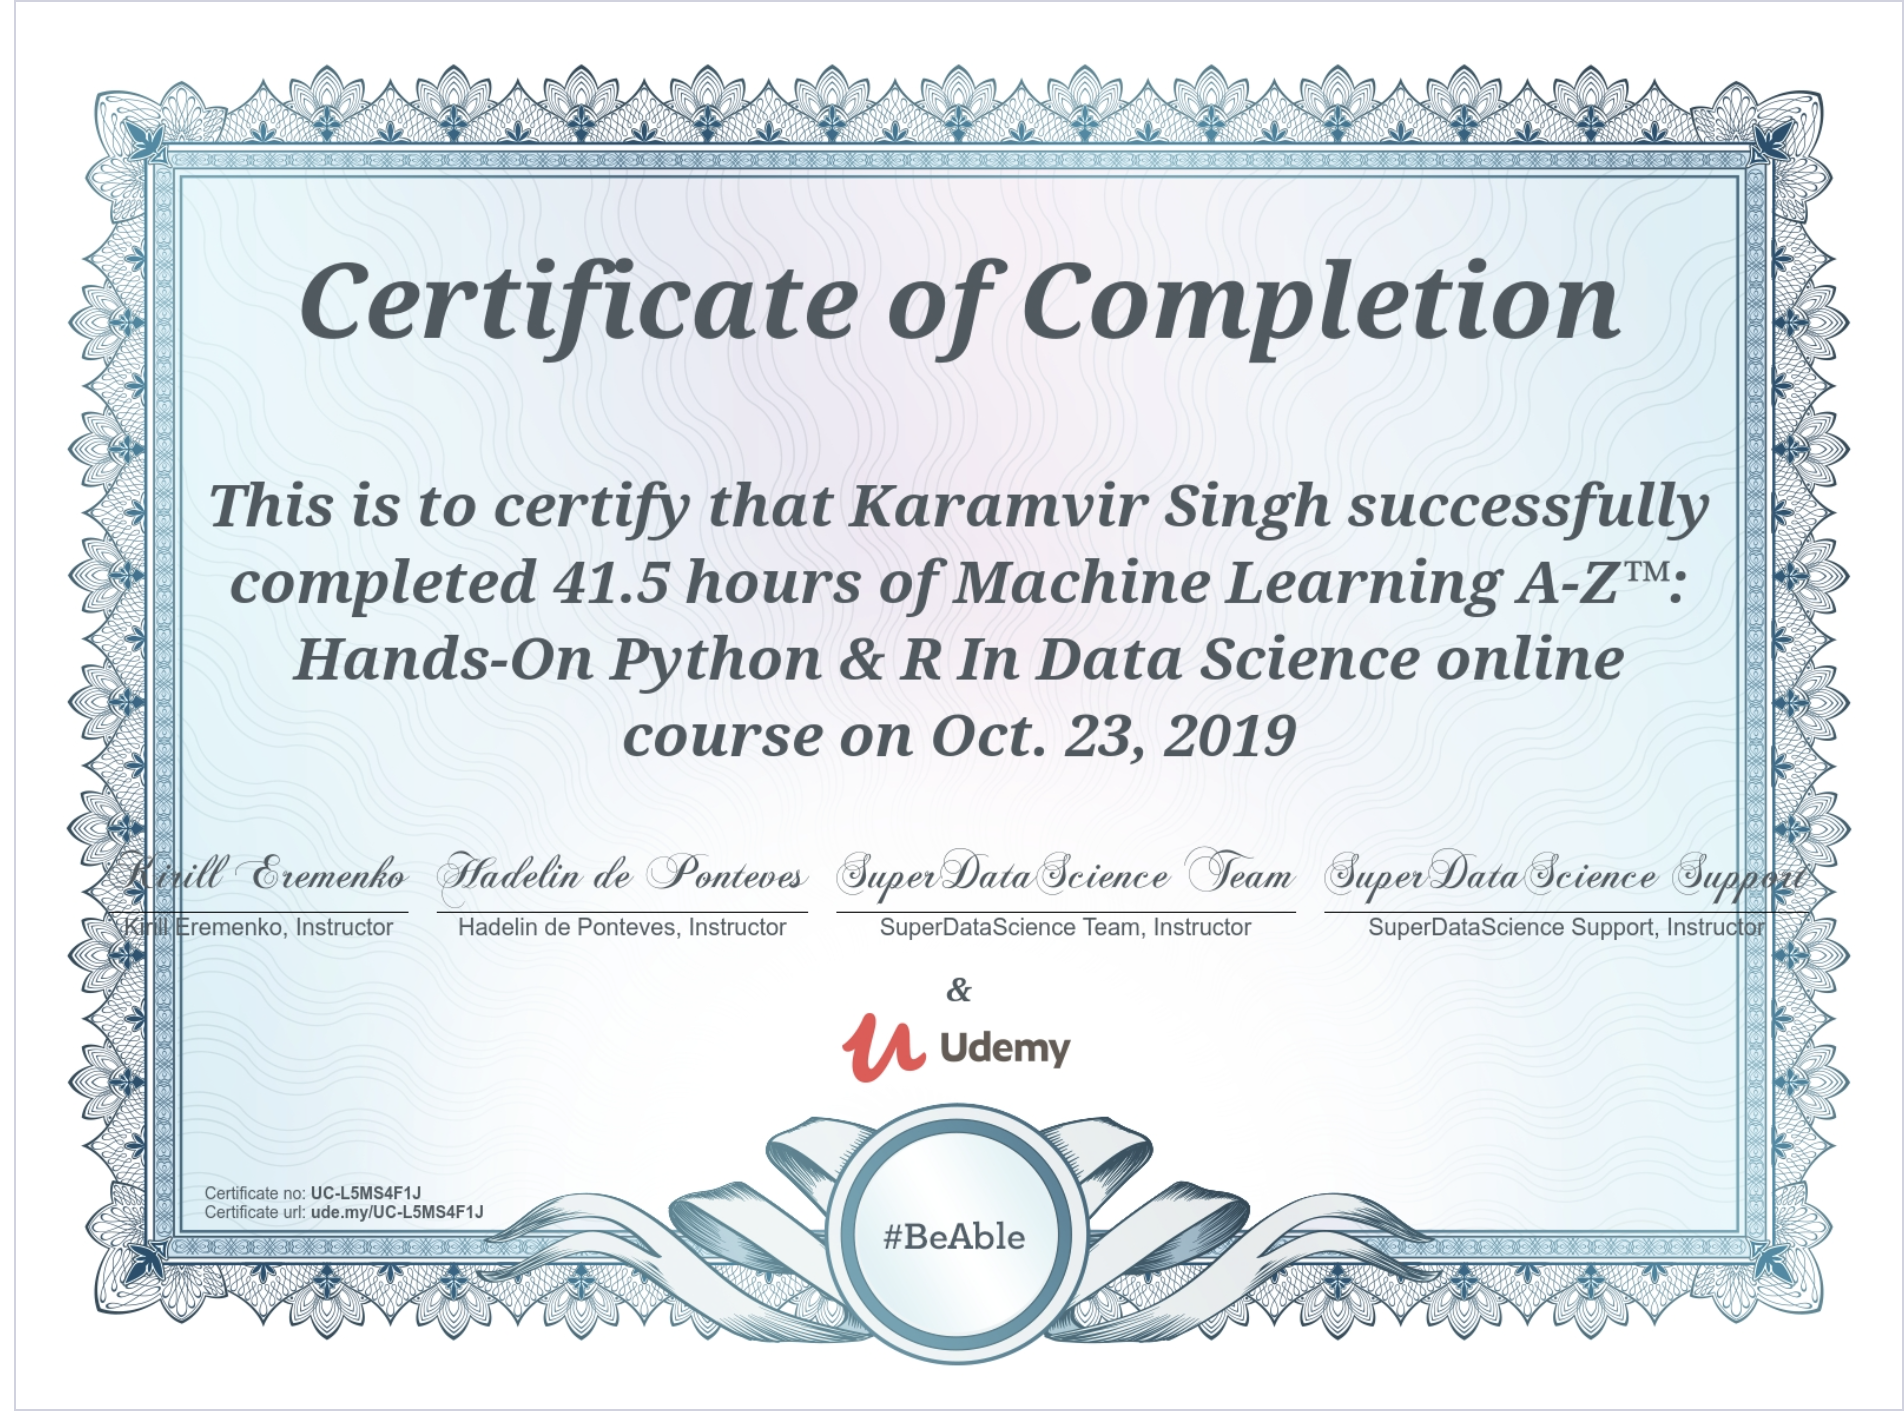 Certificate of Completion
This is to certify that Karamvir Singh successfully
completed 41.5 hours of Machine Learning A-Z™:
Hands-On Python & R In Data Science online
course on Oct. 23, 2019
Kirill Eremenko Hadelin de Ponteves SuperDataScience Team SuperDataScience Support
Kirill Eremenko, Instructor Hadelin de Ponteves, Instructor SuperDataScience Team, Instructor SuperDataScience Support, Instructor
&
Udemy
Certificate no: UC-L5MS4F1J
Certificate url: ude.my/UC-L5MS4F1J
#BeAble